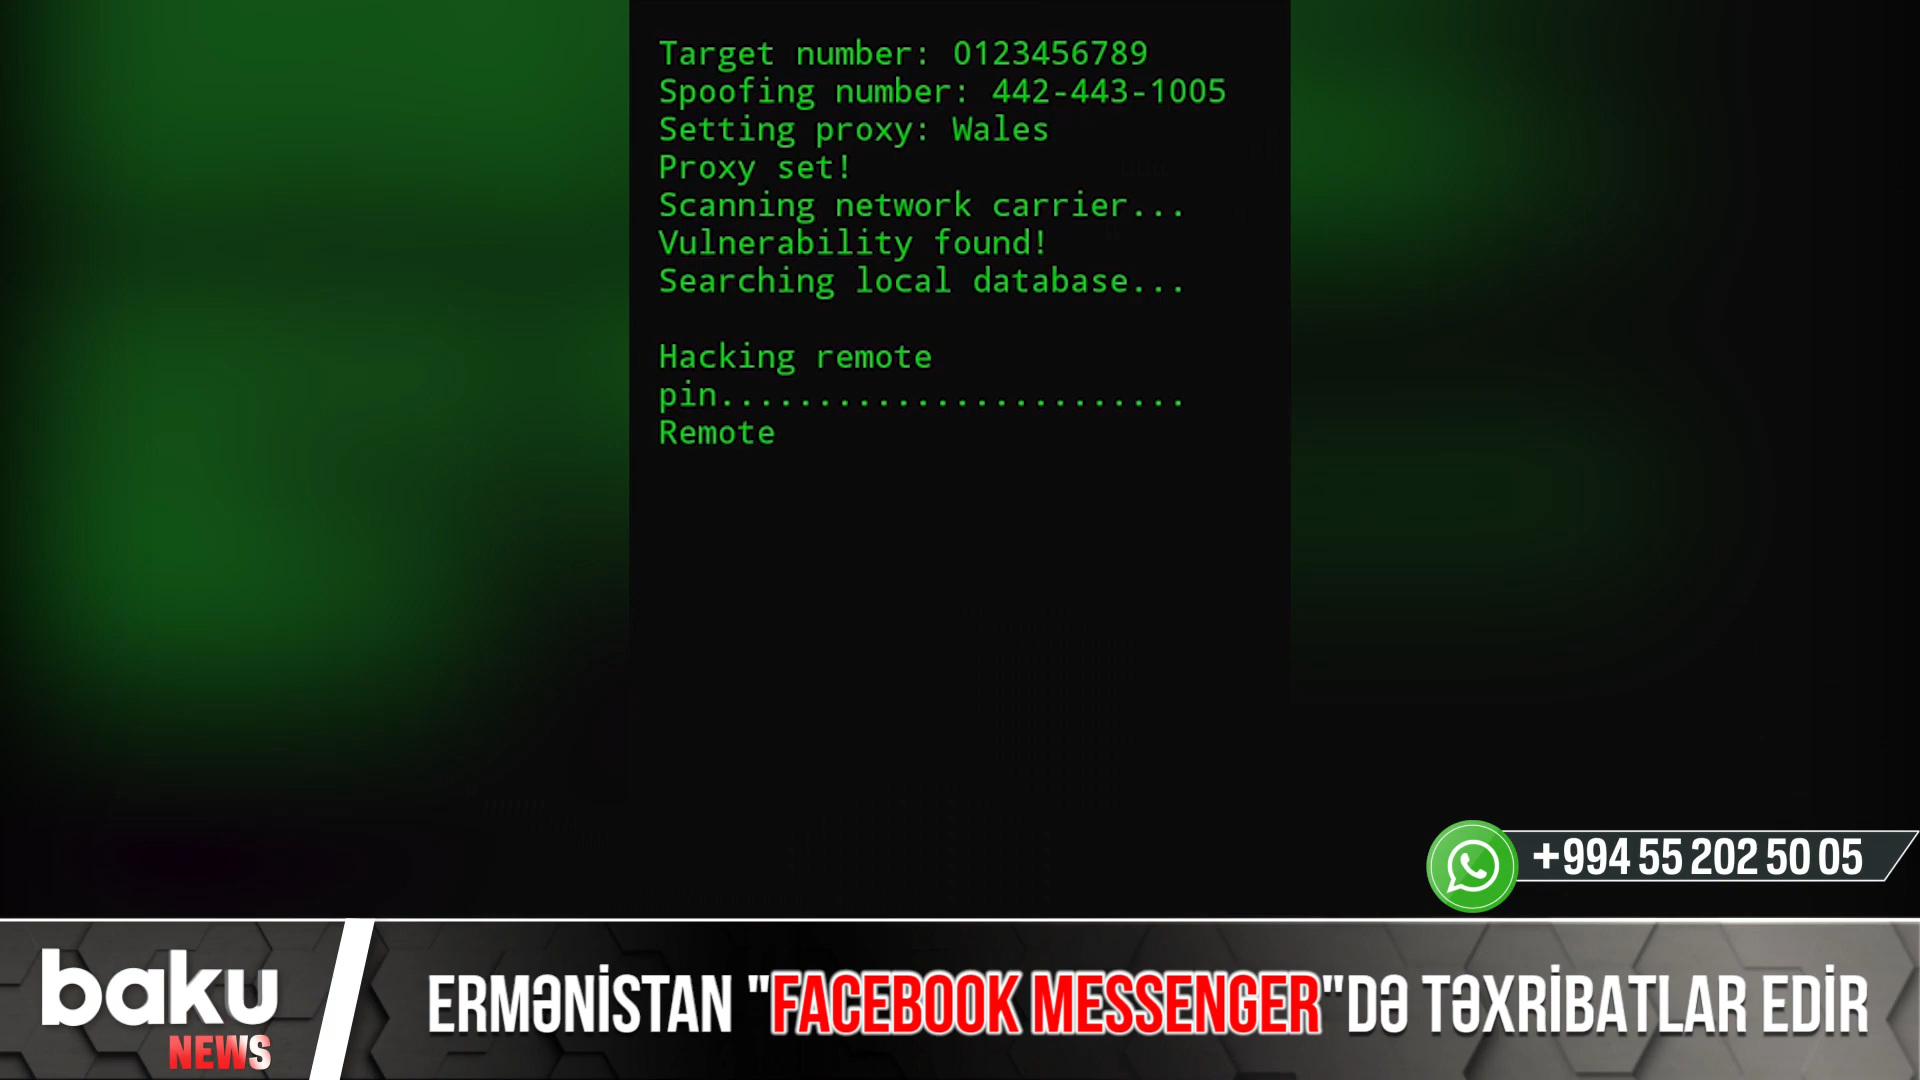 Target number: 0123456789
Spoofing number: 442-443-1005
Setting proxy: Wales
Proxy set!
Scanning network carrier...
Vulnerability found!
Searching local database...
Hacking remote
pin........................
Remote
+994 55 202 50 05
baku
NEWS
ERMƏNİSTAN "FACEBOOK MESSENGER"DƏ TƏXRİBATLAR EDİR